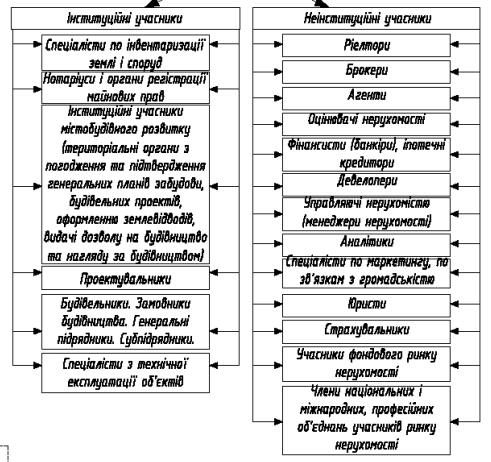 Інституційні учасники
Спеціалісти по інвентаризації
землі і споруд
Нотаріуси і органи регістрації
майнових прав
Інституційні учасники
містобудівного розвитку
(територіальні органи з
погодження та підтвердження
генеральних планів забудови,
будівельних проектів,
оформленню землевідводів,
видачі дозволу на будівництво
та нагляду за будівництвом)
Проектувальники
Будівельники. Замовники
будівництва. Генеральні
підрядники. Субпідрядники.
Спеціалісти з технічної
експлуатації об'єктів
Неінституційні учасники
Ріелтори
Брокери
Агенти
Оцінювачі нерухомості
Фінансисти (банкіри), іпотечні
кредитори
Девелопери
Управляючі нерухомістю
(менеджери нерухомості)
Аналітики
Спеціалісти по маркетингу, по
зв'язкам з громадськістю
Юристи
Страхувальники
Учасники фондового ринку
нерухомості
Члени національних і
міжнародних, професійних
об'єднань учасників ринку
нерухомості